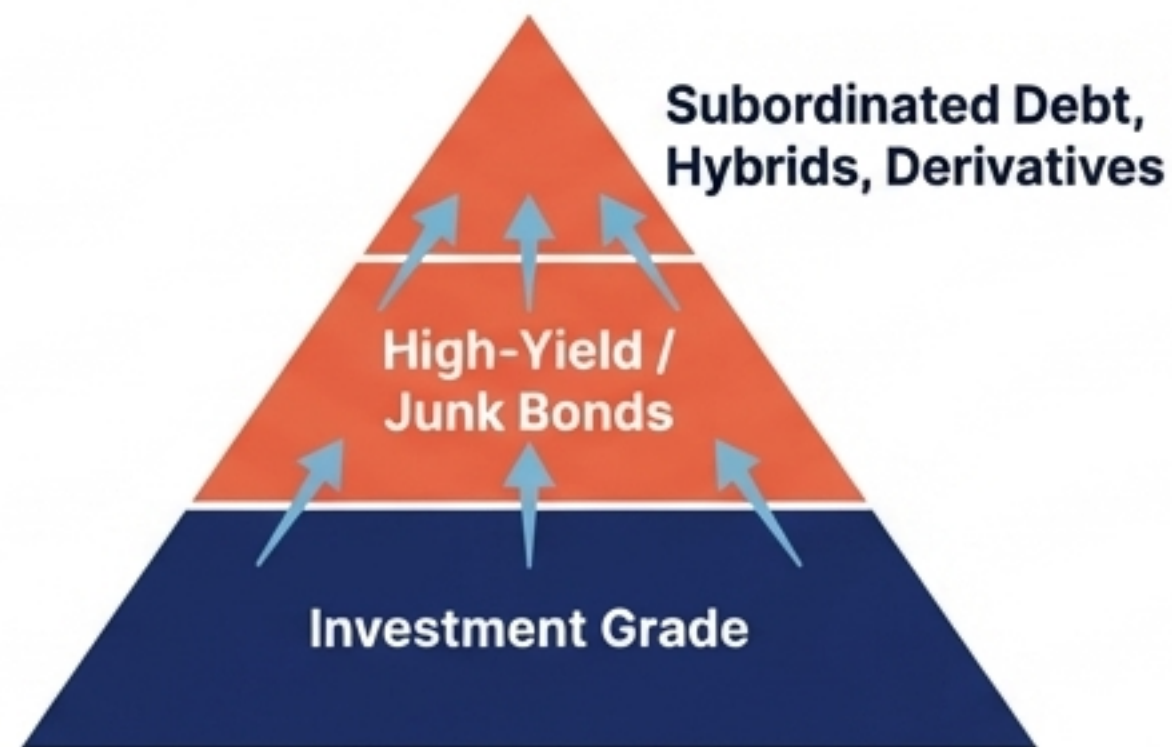 Subordinated Debt,
Hybrids, Derivatives
High-Yield /
Junk Bonds
Investment Grade